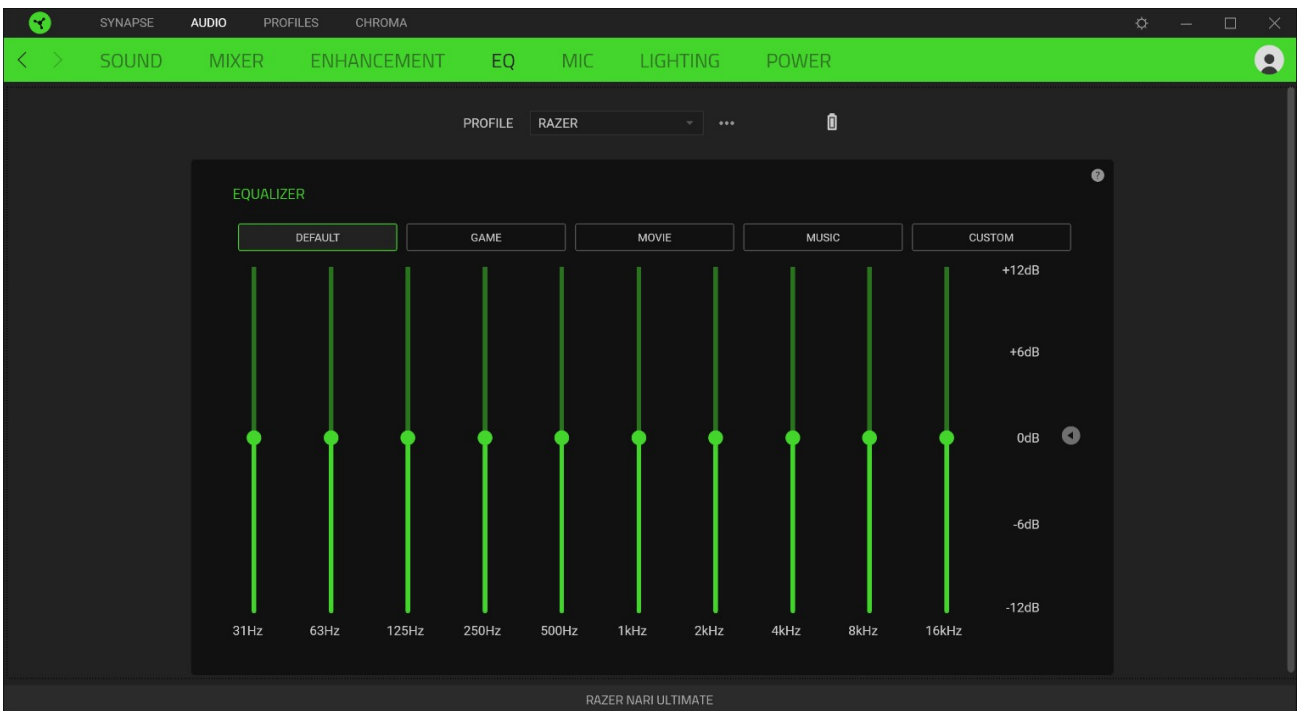 SYNAPSE AUDIO PROFILES CHROMA
SOUND MIXER ENHANCEMENT EQ MIC LIGHTING POWER
PROFILE RAZER
EQUALIZER
DEFAULT GAME MOVIE MUSIC CUSTOM
+12dB
+6dB
0dB
-6dB
-12dB
31Hz 63Hz 125Hz 250Hz 500Hz 1kHz 2kHz 4kHz 8kHz 16kHz
RAZER NARI ULTIMATE